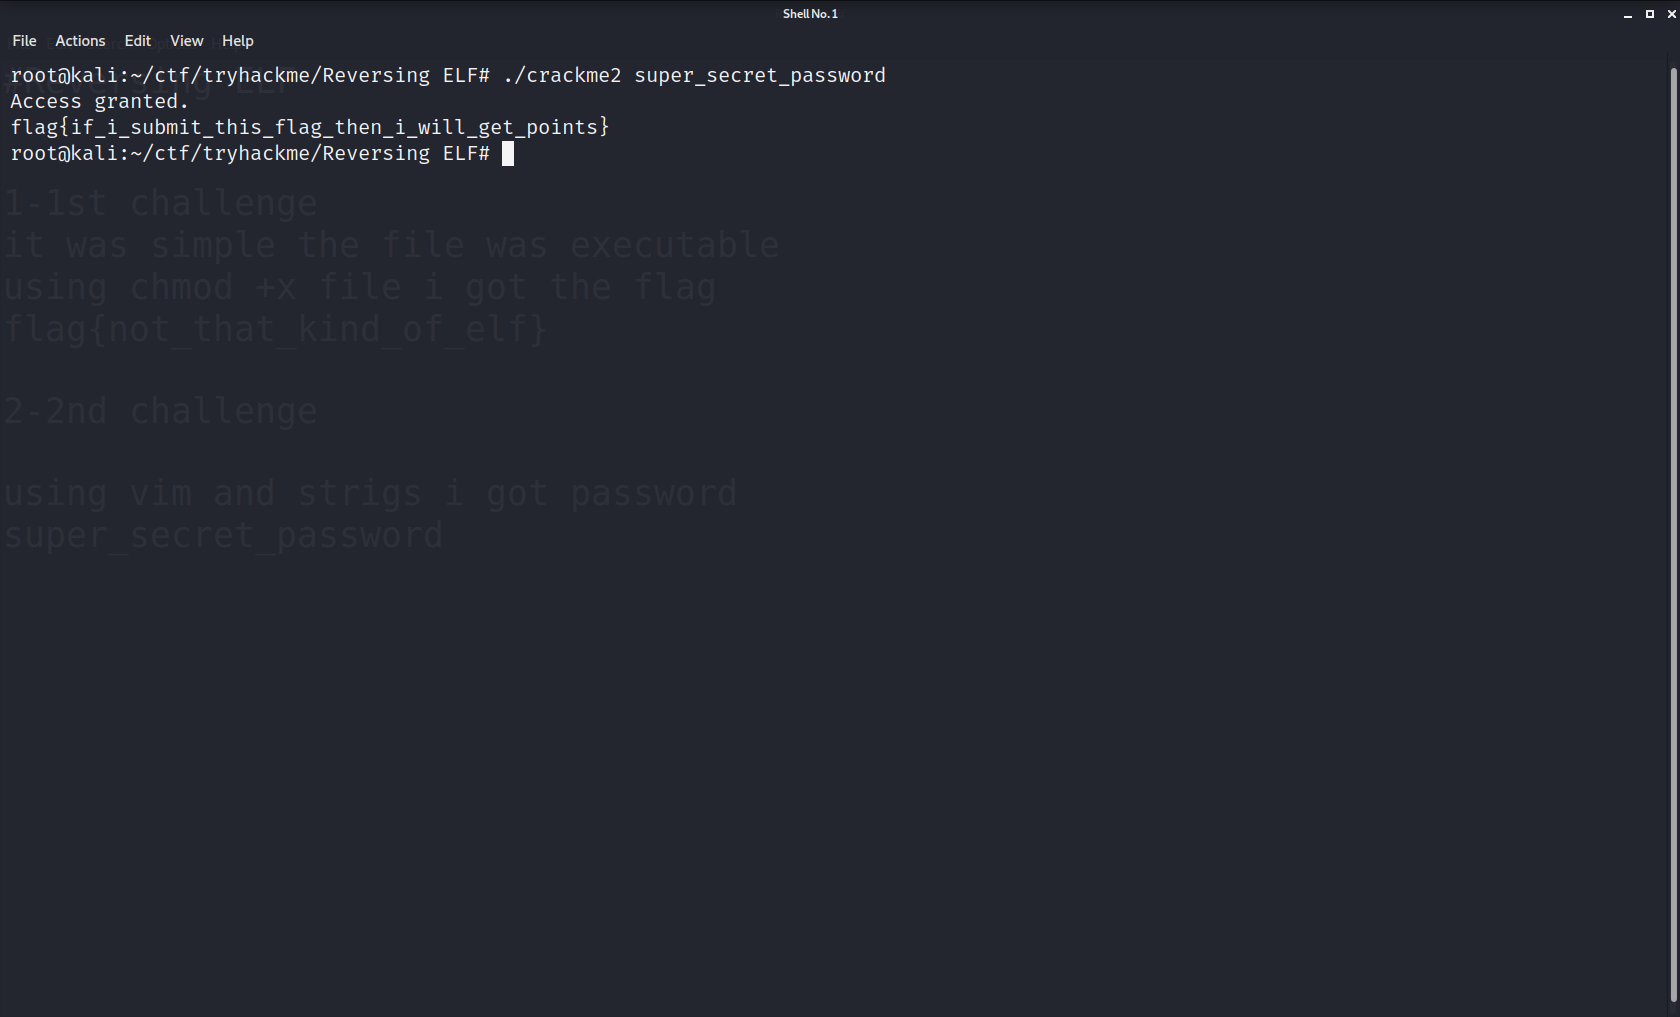 Shell No. 1
File Actions Edit View Help
root@kali:~/ctf/tryhackme/Reversing ELF# ./crackme2 super_secret_password
Access granted.
flag{if_i_submit_this_flag_then_i_will_get_points}
root@kali:~/ctf/tryhackme/Reversing ELF#
#Reversing ELF
1-1st challenge
it was simple the file was executable
using chmod +x file i got the flag
flag{not_that_kind_of_elf}
2-2nd challenge
using vim and strigs i got password
super_secret_password